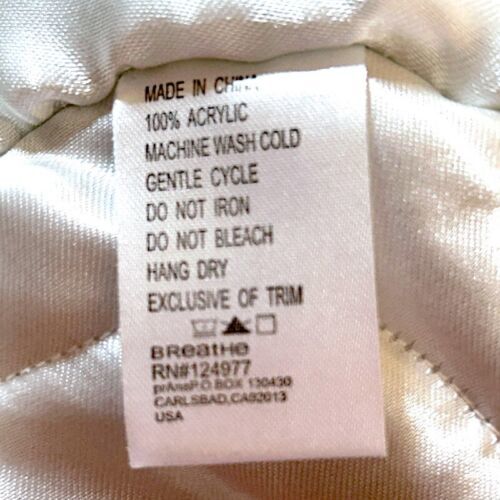 MADE IN CHINA
100% ACRYLIC
MACHINE WASH COLD
GENTLE CYCLE
DO NOT IRON
DO NOT BLEACH
HANG DRY
EXCLUSIVE OF TRIM
BReatHe
RN#124977
prAnaP.O.BOX 130430
CARLSBAD,CA92013
USA